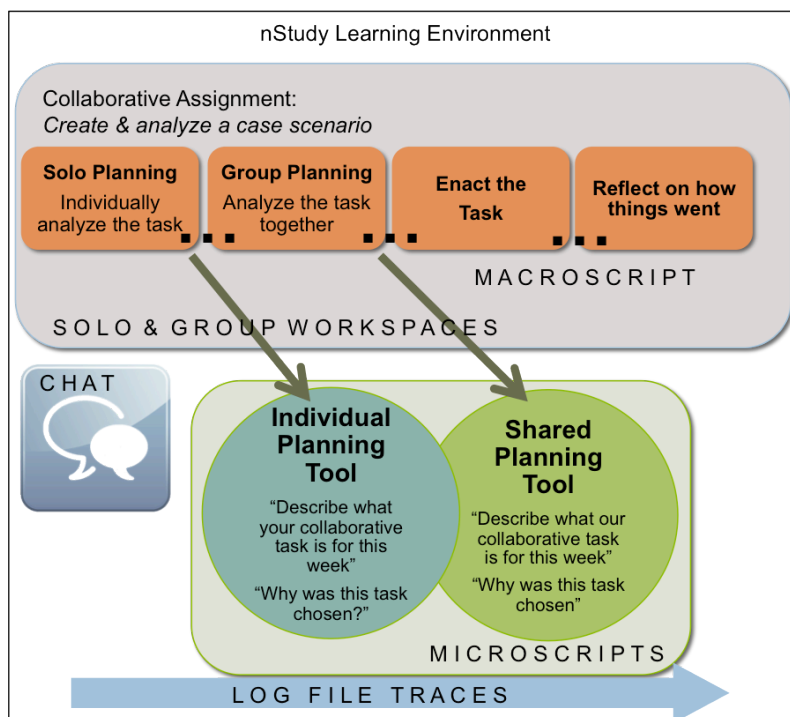 nStudy Learning Environment
Collaborative Assignment:
Create & analyze a case scenario
Solo Planning
Individually
analyze the task
Group Planning
Analyze the task
together
Enact the
Task
Reflect on how
things went
MACROSCRIPT
SOLO & GROUP WORKSPACES
CHAT
Individual
Planning
Tool
“Describe what
your collaborative
task is for this
week”
“Why was this task
chosen?”
Shared
Planning
Tool
“Describe what our
collaborative task
is for this week”
“Why was this task
chosen”
MICROSCRIPTS
LOG FILE TRACES